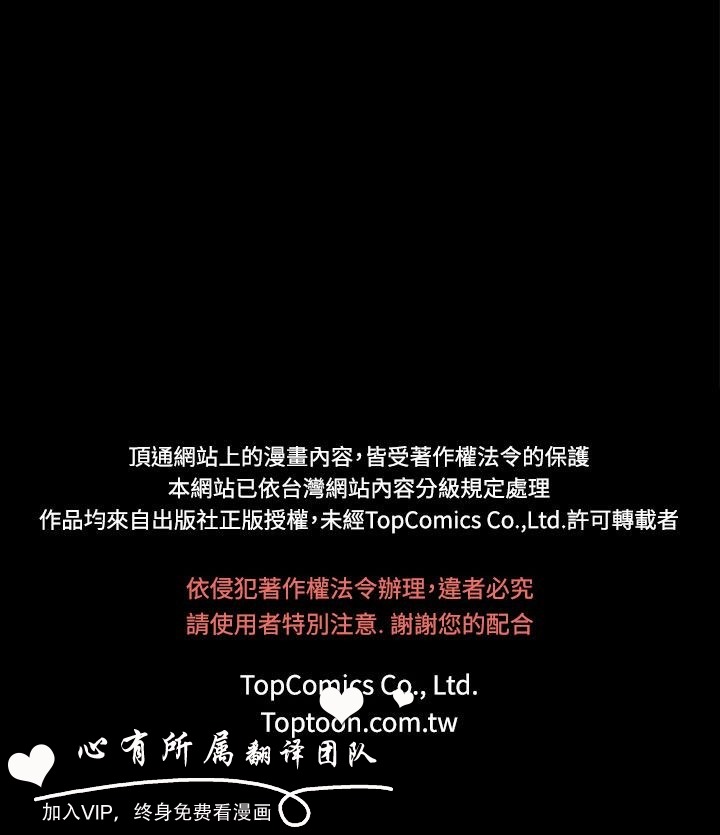 頂通網站上的漫畫內容，皆受著作權法令的保護
本網站已依台灣網站內容分級規定處理
作品均來自出版社正版授權，未經TopComics Co.,Ltd.許可轉載者
依侵犯著作權法令辦理，違者必究
請使用者特別注意. 謝謝您的配合
TopComics Co., Ltd.
Toptoon.com.tw
心有所属翻译团队
加入VIP，终身免费看漫画